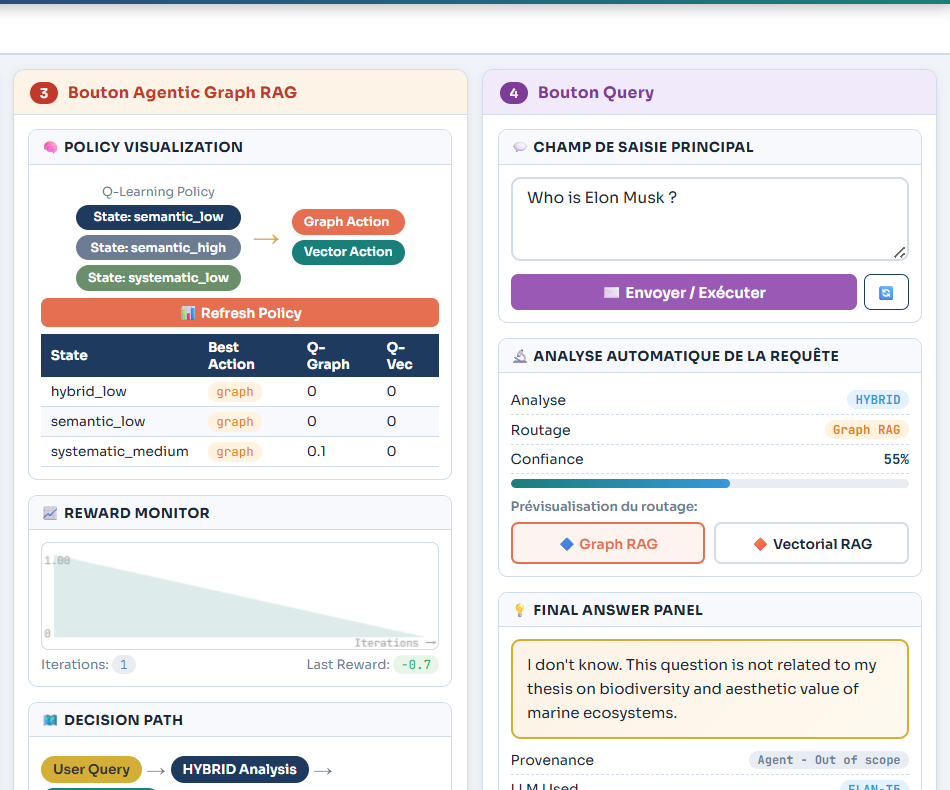 3 Bouton Agentic Graph RAG
POLICY VISUALIZATION
Q-Learning Policy
State: semantic_low
State: semantic_high
State: systematic_low
→
Graph Action
Vector Action
Refresh Policy
State Best Action Q-Graph Q-Vec
hybrid_low graph 0 0
semantic_low graph 0 0
systematic_medium graph 0.1 0
REWARD MONITOR
1.00
0
Iterations →
Iterations: 1 Last Reward: -0.7
DECISION PATH
User Query → HYBRID Analysis →
4 Bouton Query
CHAMP DE SAISIE PRINCIPAL
Who is Elon Musk ?
Envoyer / Exécuter
ANALYSE AUTOMATIQUE DE LA REQUÊTE
Analyse HYBRID
Routage Graph RAG
Confiance 55%
Prévisualisation du routage:
Graph RAG Vectorial RAG
FINAL ANSWER PANEL
I don't know. This question is not related to my
thesis on biodiversity and aesthetic value of
marine ecosystems.
Provenance Agent - Out of scope
LLM Used FLAN-T5